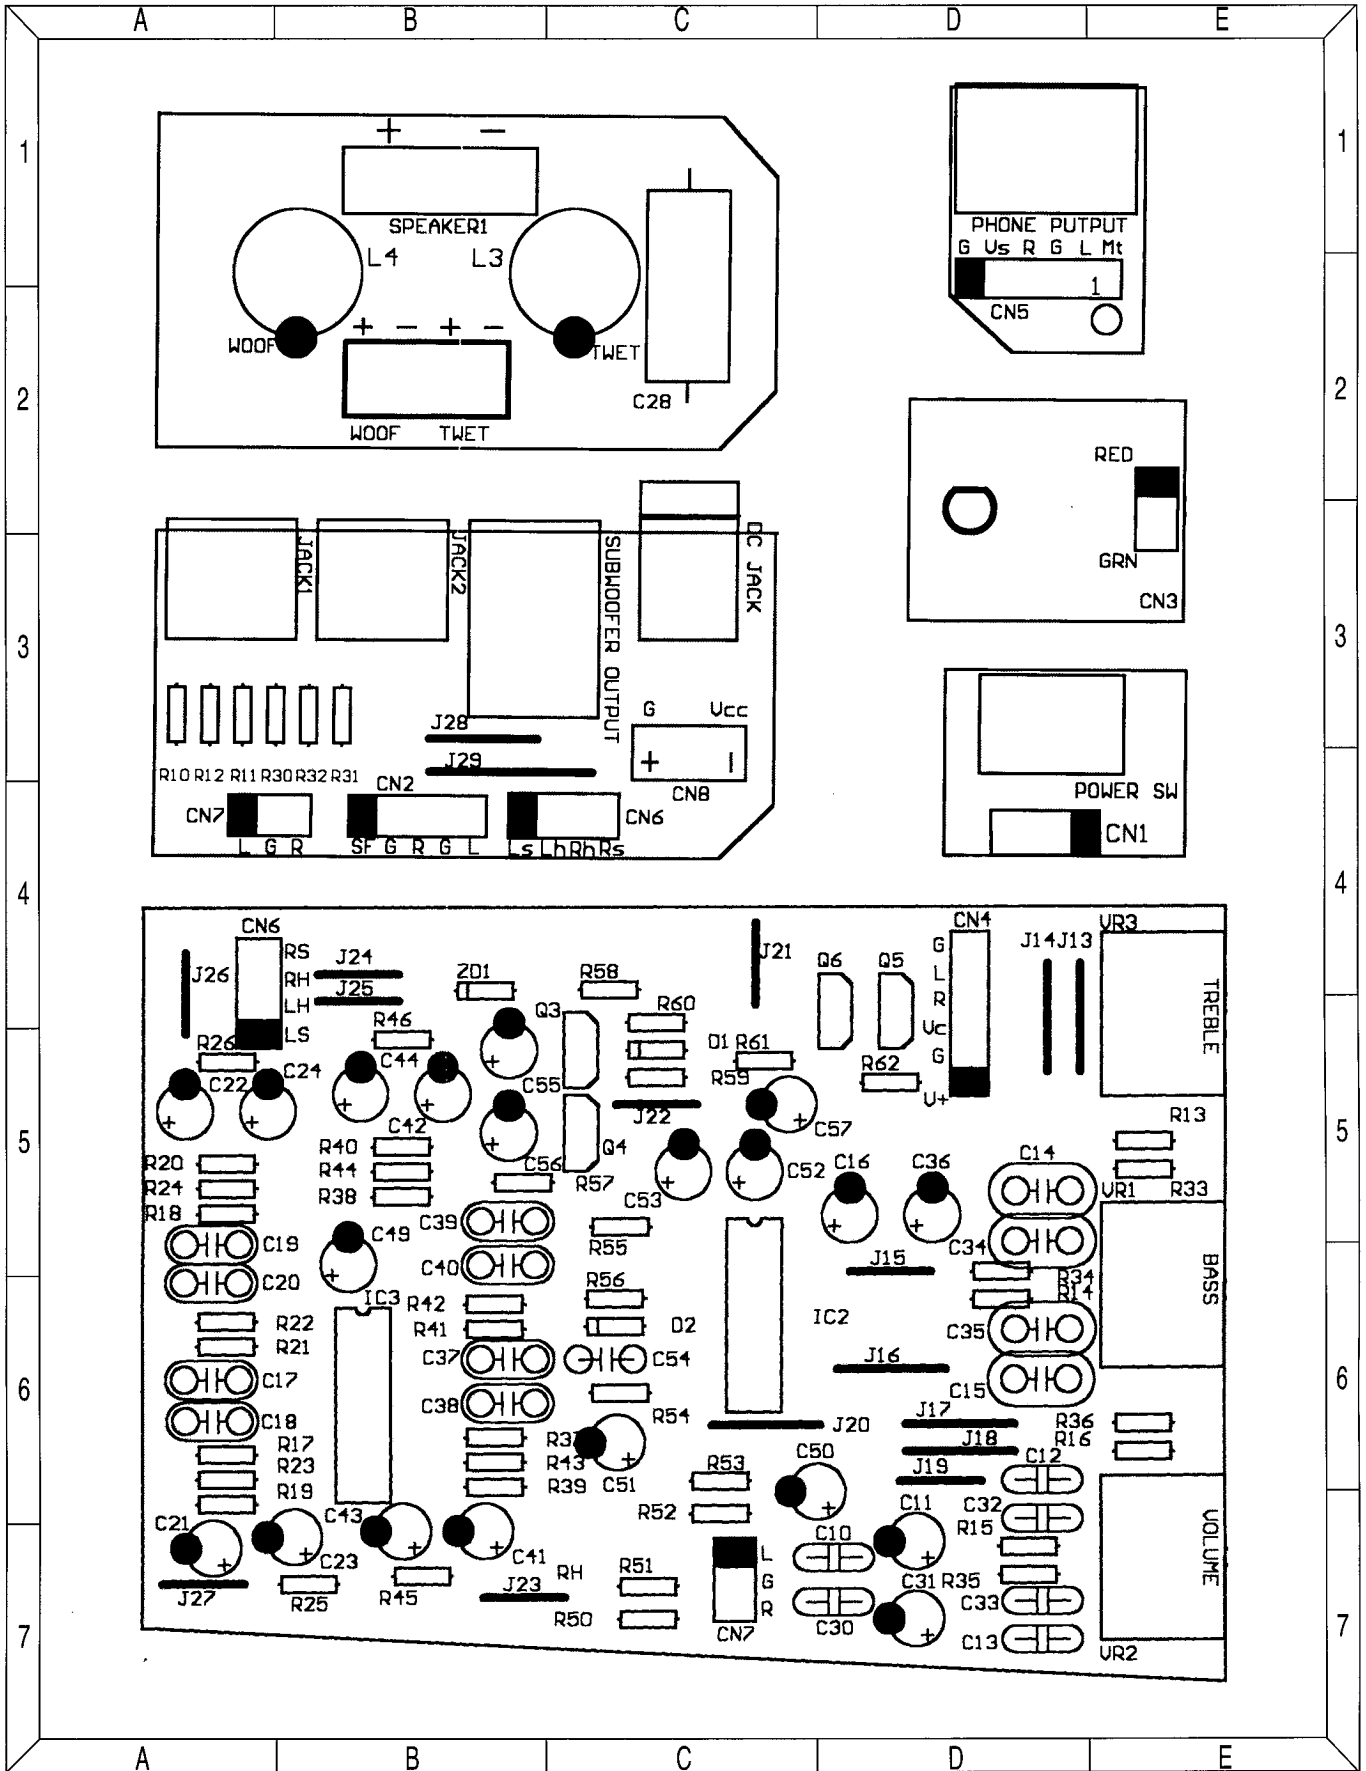 A B C D E
1 1
+ −
SPEAKER1
L4 L3
WOOF + − + − TWET
WOOF TWET
C28
PHONE PUTPUT
G Vs R G L Mt
1
CN5
2 2
RED
GRN
CN3
JACK1
JACK2
SUBWOOFER OUTPUT
DC JACK
3 3
G Vcc
+ −
CN8
J28
J29
R10 R12 R11 R30 R32 R31
CN7
L G R
CN2
SF G R G L
CN6
Ls Lh Rh Rs
POWER SW
CN1
4 4
CN6
RS
RH
LH
LS
J26
J24
J25
ZD1
R58
J21
Q6 Q5
CN4
G
L
R
Vc
G
V+
J14 J13
VR3
TREBLE
Q3
R60
R46
R26
D1 R61
C22 C24
C44
C55
R59
R62
J22
5 5
R13
C42
R40
Q4
C57
R20
R44
C56
C52 C16 C36
C14
R24
R38
R57
C53
VR1
R33
R18
C39
C49
C19
R55
C34
C40
C20
J15
R34
R14
BASS
IC3
R42
R56
R22
R41
D2
IC2
C35
R21
C37
C54
J16
6 6
C17
C38
C15
C18
R54
J20
J17
R36
R17
R37
J18
R16
R23
R43
C51
R53
C50
J19
C12
R19
R39
R52
C11
C32
C21
C43
C10
R15
C23
C41
RH
R51
L
G
R
C31
R35
VOLUME
J27
R25
R45
J23
R50
CN7
C30
C33
C13
VR2
7 7
A B C D E